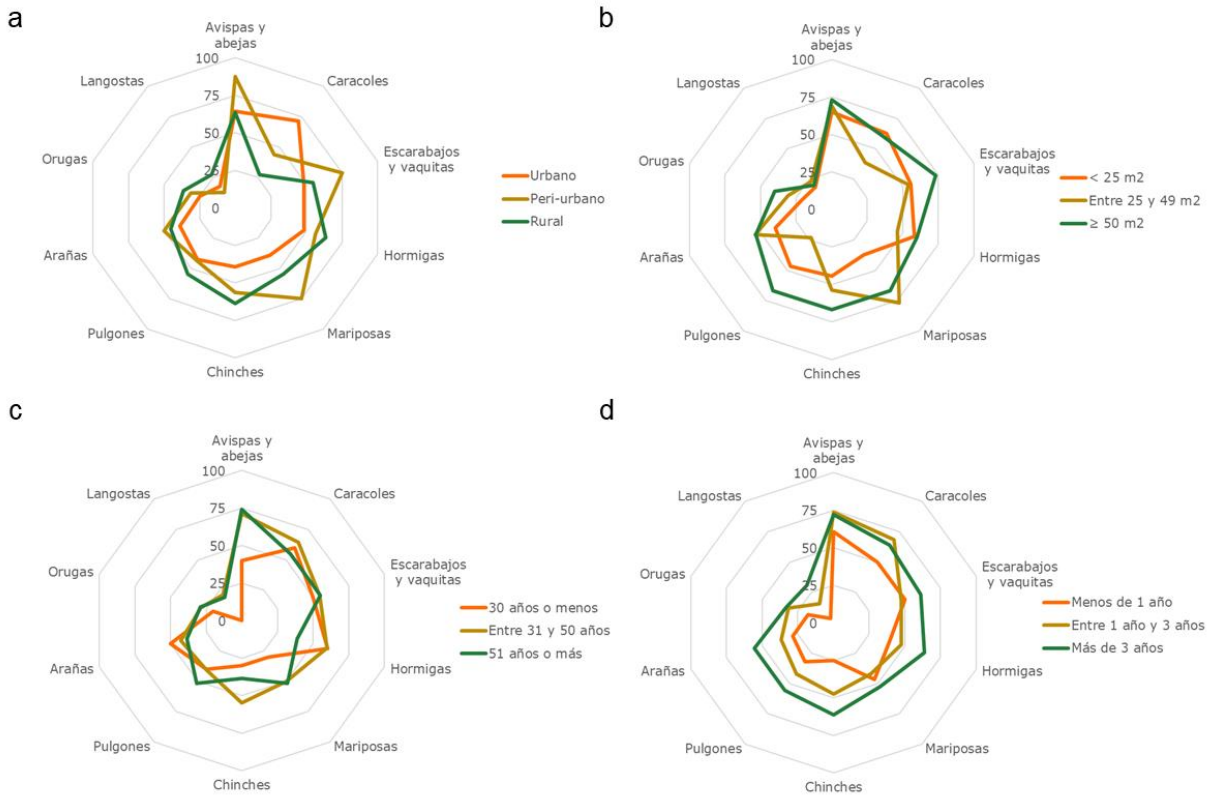 a
Avispas y
abejas
Caracoles
Escarabajos
y vaquitas
Hormigas
Mariposas
Chinches
Pulgones
Arañas
Orugas
Langostas
100
75
50
25
0
Urbano
Peri-urbano
Rural
b
Avispas y
abejas
Caracoles
Escarabajos
y vaquitas
Hormigas
Mariposas
Chinches
Pulgones
Arañas
Orugas
Langostas
100
75
50
25
0
< 25 m2
Entre 25 y 49 m2
≥ 50 m2
c
Avispas y
abejas
Caracoles
Escarabajos
y vaquitas
Hormigas
Mariposas
Chinches
Pulgones
Arañas
Orugas
Langostas
100
75
50
25
0
30 años o menos
Entre 31 y 50 años
51 años o más
d
Avispas y
abejas
Caracoles
Escarabajos
y vaquitas
Hormigas
Mariposas
Chinches
Pulgones
Arañas
Orugas
Langostas
100
75
50
25
0
Menos de 1 año
Entre 1 año y 3 años
Más de 3 años